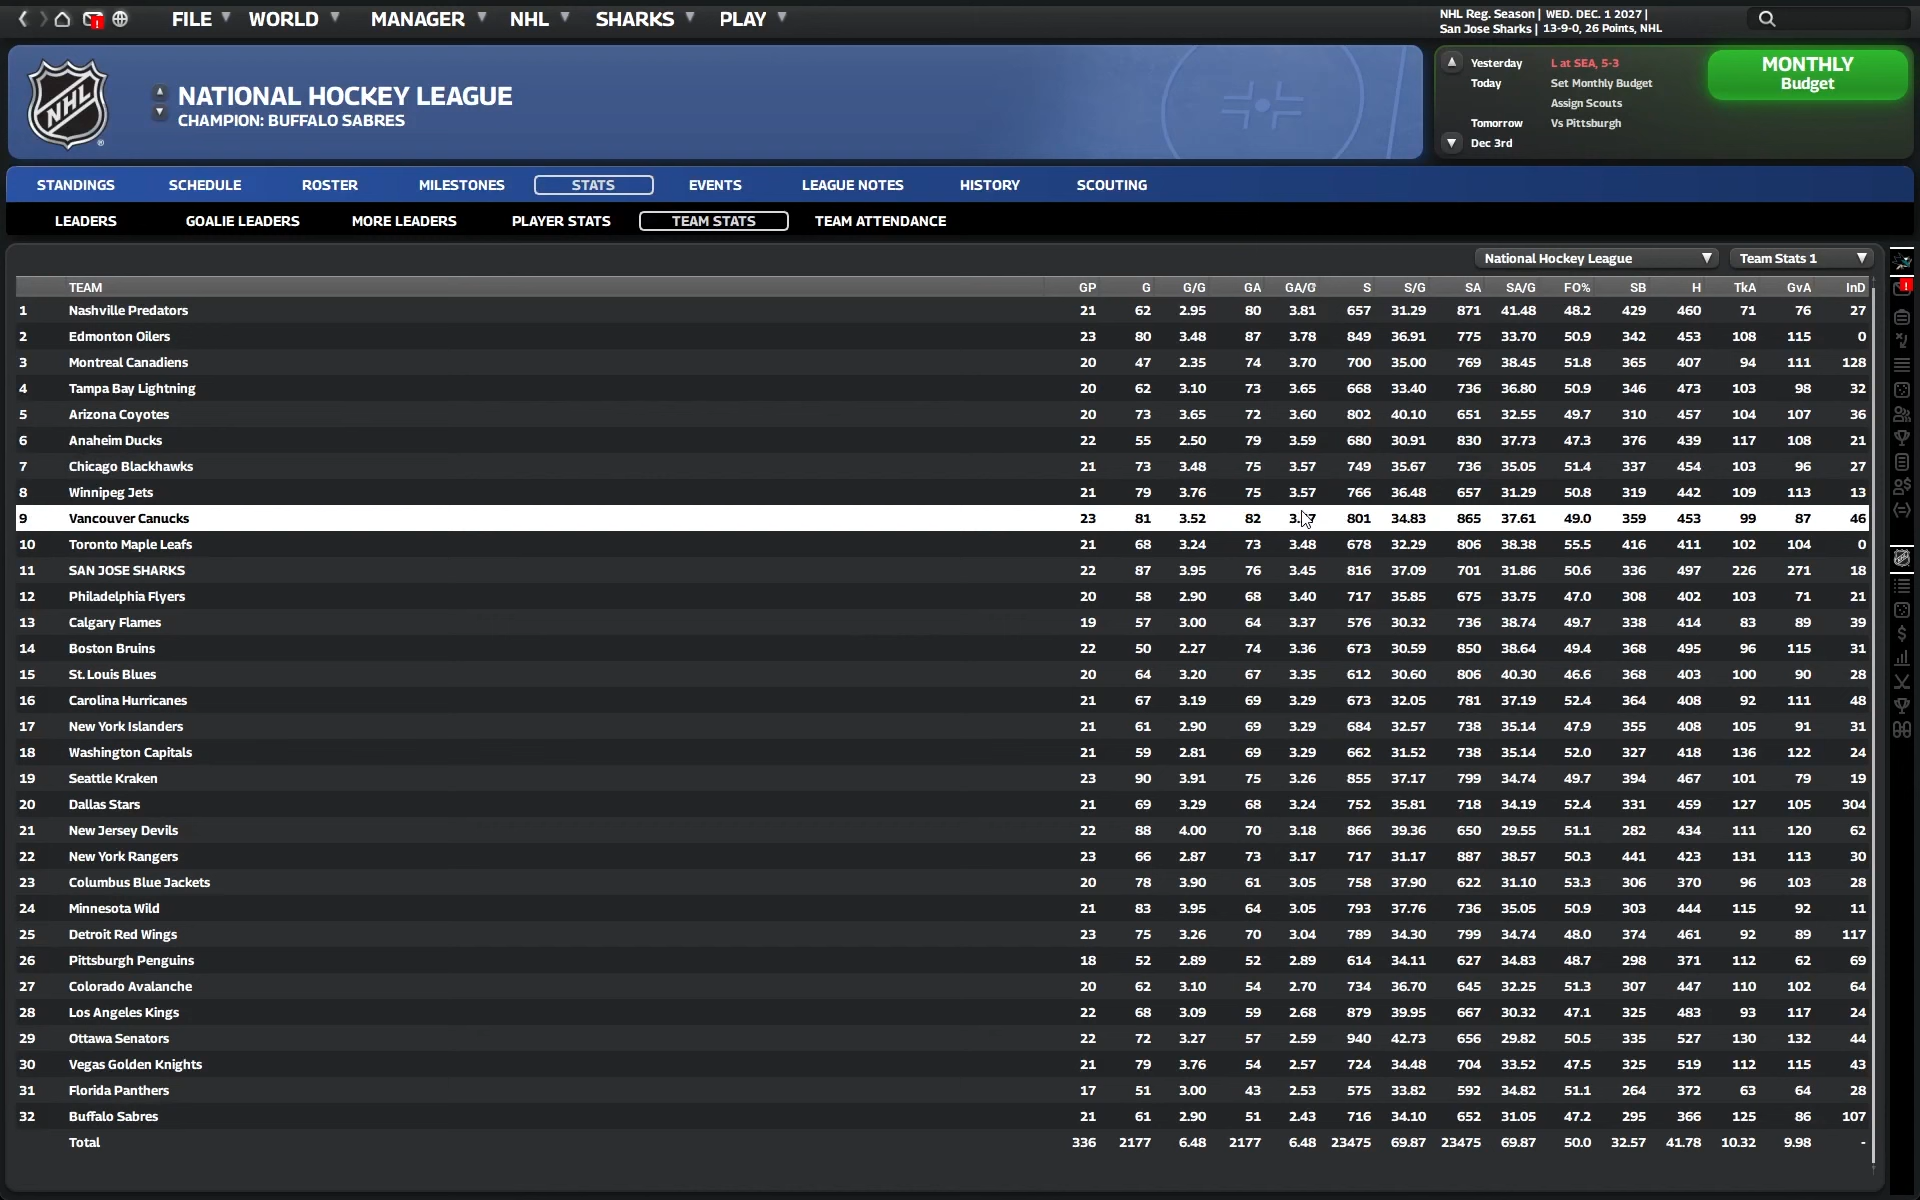 FILE WORLD MANAGER NHL SHARKS PLAY
NHL Reg. Season | WED. DEC. 1 2027 |
San Jose Sharks | 13-9-0, 26 Points, NHL
NHL
NATIONAL HOCKEY LEAGUE
CHAMPION: BUFFALO SABRES
Yesterday L at SEA, 5-3
Today Set Monthly Budget
Assign Scouts
Tomorrow Vs Pittsburgh
Dec 3rd
MONTHLY
Budget
STANDINGS SCHEDULE ROSTER MILESTONES STATS EVENTS LEAGUE NOTES HISTORY SCOUTING
LEADERS GOALIE LEADERS MORE LEADERS PLAYER STATS TEAM STATS TEAM ATTENDANCE
National Hockey League Team Stats 1
TEAM GP G G/G GA GA/G S S/G SA SA/G FO% SB H TkA GvA InD
1 Nashville Predators 21 62 2.95 80 3.81 657 31.29 871 41.48 48.2 429 460 71 76 27
2 Edmonton Oilers 23 80 3.48 87 3.78 849 36.91 775 33.70 50.9 342 453 108 115 0
3 Montreal Canadiens 20 47 2.35 74 3.70 700 35.00 769 38.45 51.8 365 407 94 111 128
4 Tampa Bay Lightning 20 62 3.10 73 3.65 668 33.40 736 36.80 50.9 346 473 103 98 32
5 Arizona Coyotes 20 73 3.65 72 3.60 802 40.10 651 32.55 49.7 310 457 104 107 36
6 Anaheim Ducks 22 55 2.50 79 3.59 680 30.91 830 37.73 47.3 376 439 117 108 21
7 Chicago Blackhawks 21 73 3.48 75 3.57 749 35.67 736 35.05 51.4 337 454 103 96 27
8 Winnipeg Jets 21 79 3.76 75 3.57 766 36.48 657 31.29 50.8 319 442 109 113 13
9 Vancouver Canucks 23 81 3.52 82 801 34.83 865 37.61 49.0 359 453 99 87 46
10 Toronto Maple Leafs 21 68 3.24 73 3.48 678 32.29 806 38.38 55.5 416 411 102 104 0
11 SAN JOSE SHARKS 22 87 3.95 76 3.45 816 37.09 701 31.86 50.6 336 497 226 271 18
12 Philadelphia Flyers 20 58 2.90 68 3.40 717 35.85 675 33.75 47.0 308 402 103 71 21
13 Calgary Flames 19 57 3.00 64 3.37 576 30.32 736 38.74 49.7 338 414 83 89 39
14 Boston Bruins 22 50 2.27 74 3.36 673 30.59 850 38.64 49.4 368 495 96 115 31
15 St. Louis Blues 20 64 3.20 67 3.35 612 30.60 806 40.30 46.6 368 403 100 90 28
16 Carolina Hurricanes 21 67 3.19 69 3.29 673 32.05 781 37.19 52.4 364 408 92 111 48
17 New York Islanders 21 61 2.90 69 3.29 684 32.57 738 35.14 47.9 355 408 105 91 31
18 Washington Capitals 21 59 2.81 69 3.29 662 31.52 738 35.14 52.0 327 418 136 122 24
19 Seattle Kraken 23 90 3.91 75 3.26 855 37.17 799 34.74 49.7 394 467 101 79 19
20 Dallas Stars 21 69 3.29 68 3.24 752 35.81 718 34.19 52.4 331 459 127 105 304
21 New Jersey Devils 22 88 4.00 70 3.18 866 39.36 650 29.55 51.1 282 434 111 120 62
22 New York Rangers 23 66 2.87 73 3.17 717 31.17 887 38.57 50.3 441 423 131 113 30
23 Columbus Blue Jackets 20 78 3.90 61 3.05 758 37.90 622 31.10 53.3 306 370 96 103 28
24 Minnesota Wild 21 83 3.95 64 3.05 793 37.76 736 35.05 50.9 303 444 115 92 11
25 Detroit Red Wings 23 75 3.26 70 3.04 789 34.30 799 34.74 48.0 374 461 92 89 117
26 Pittsburgh Penguins 18 52 2.89 52 2.89 614 34.11 627 34.83 48.7 298 371 112 62 69
27 Colorado Avalanche 20 62 3.10 54 2.70 734 36.70 645 32.25 51.3 307 447 110 102 64
28 Los Angeles Kings 22 68 3.09 59 2.68 879 39.95 667 30.32 47.1 325 483 93 117 24
29 Ottawa Senators 22 72 3.27 57 2.59 940 42.73 656 29.82 50.5 335 527 130 132 44
30 Vegas Golden Knights 21 79 3.76 54 2.57 724 34.48 704 33.52 47.5 325 519 112 115 43
31 Florida Panthers 17 51 3.00 43 2.53 575 33.82 592 34.82 51.1 264 372 63 64 28
32 Buffalo Sabres 21 61 2.90 51 2.43 716 34.10 652 31.05 47.2 295 366 125 86 107
Total 336 2177 6.48 2177 6.48 23475 69.87 23475 69.87 50.0 32.57 41.78 10.32 9.98 -